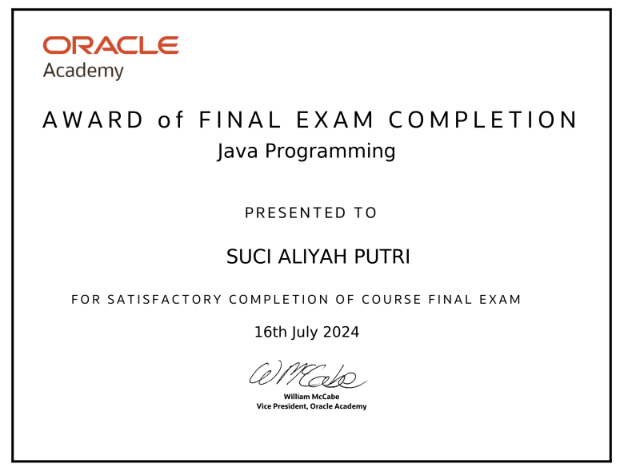 ORACLE
Academy
AWARD of FINAL EXAM COMPLETION
Java Programming
PRESENTED TO
SUCI ALIYAH PUTRI
FOR SATISFACTORY COMPLETION OF COURSE FINAL EXAM
16th July 2024
WMcCabe
William McCabe
Vice President, Oracle Academy